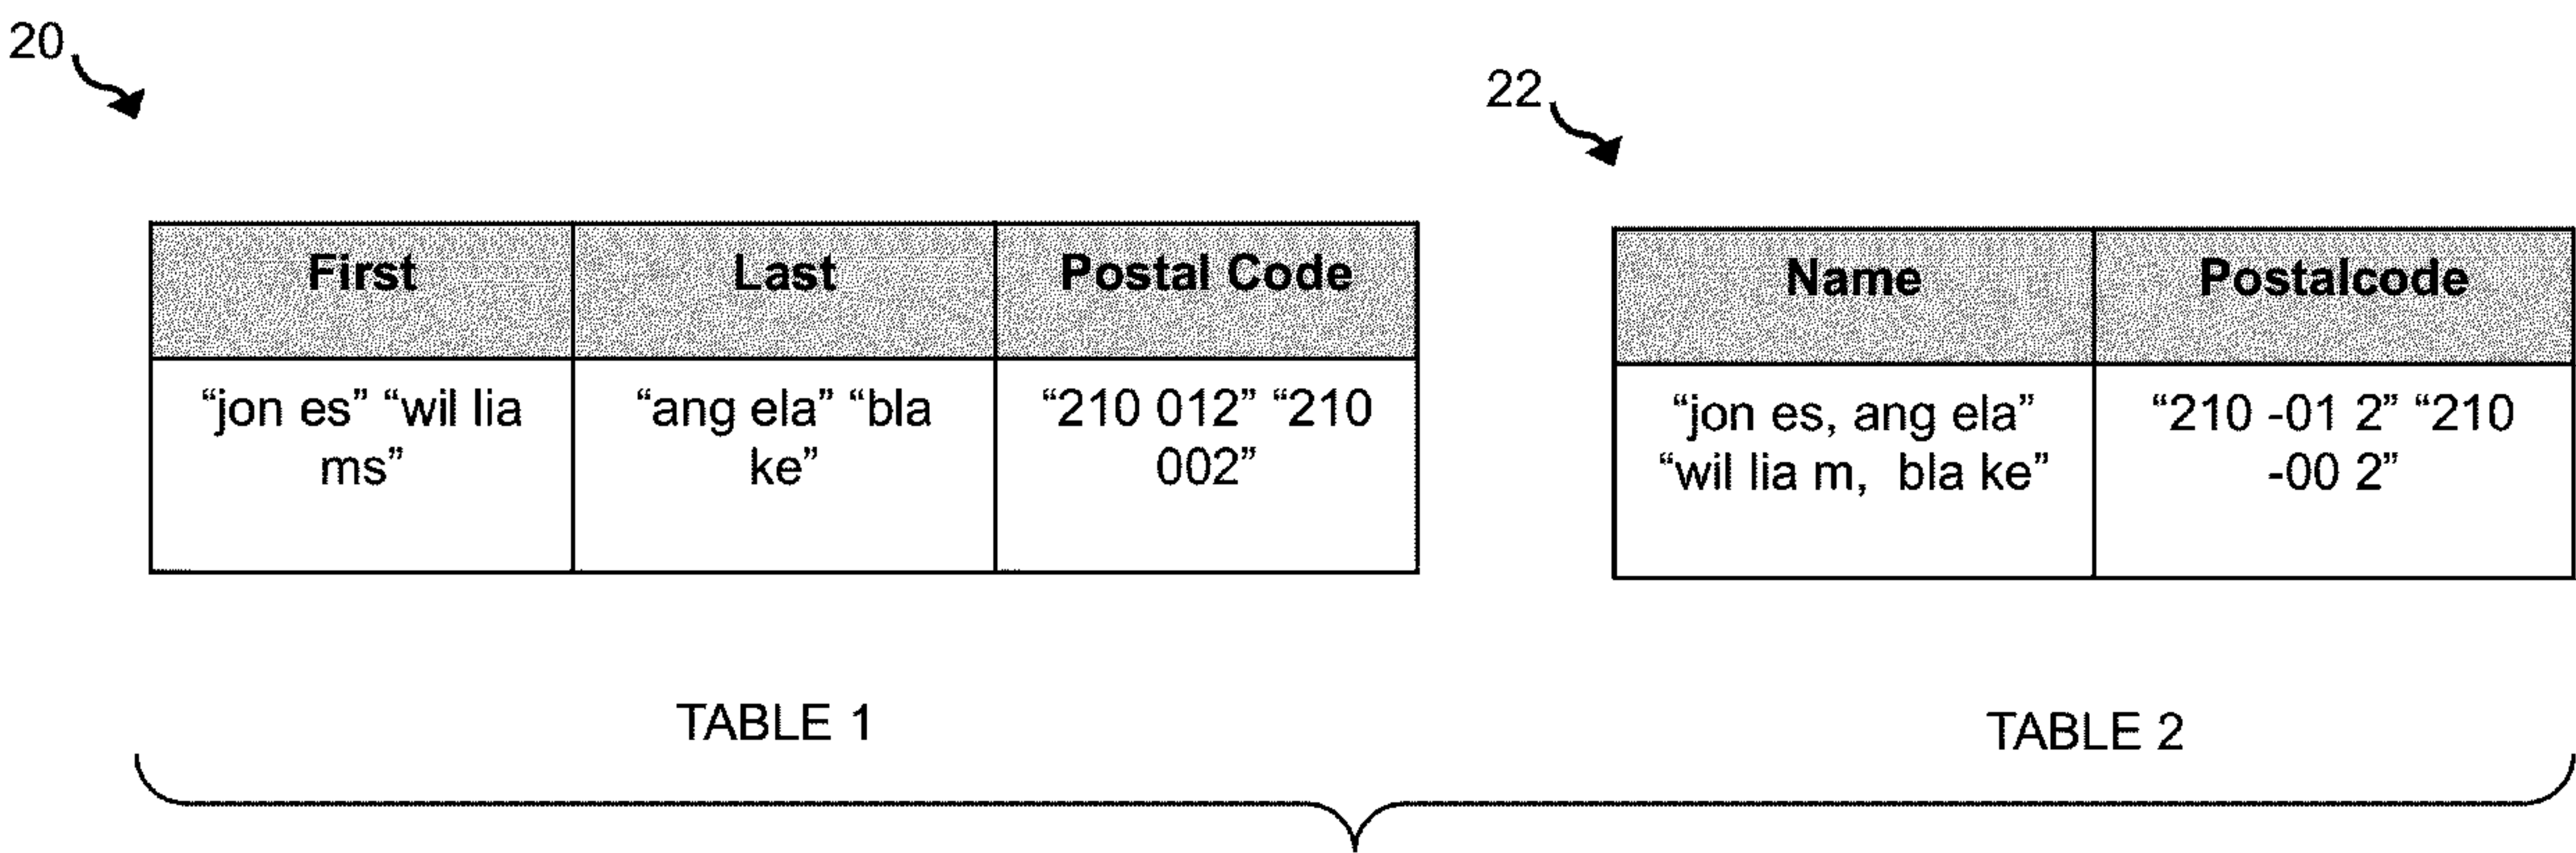 20
22
First
Last
Postal Code
“jon es” “wil lia
ms”
“ang ela” “bla
ke”
“210 012” “210
002”
Name
Postalcode
“jon es, ang ela”
“wil lia m, bla ke”
“210 -01 2” “210
-00 2”
TABLE 1
TABLE 2